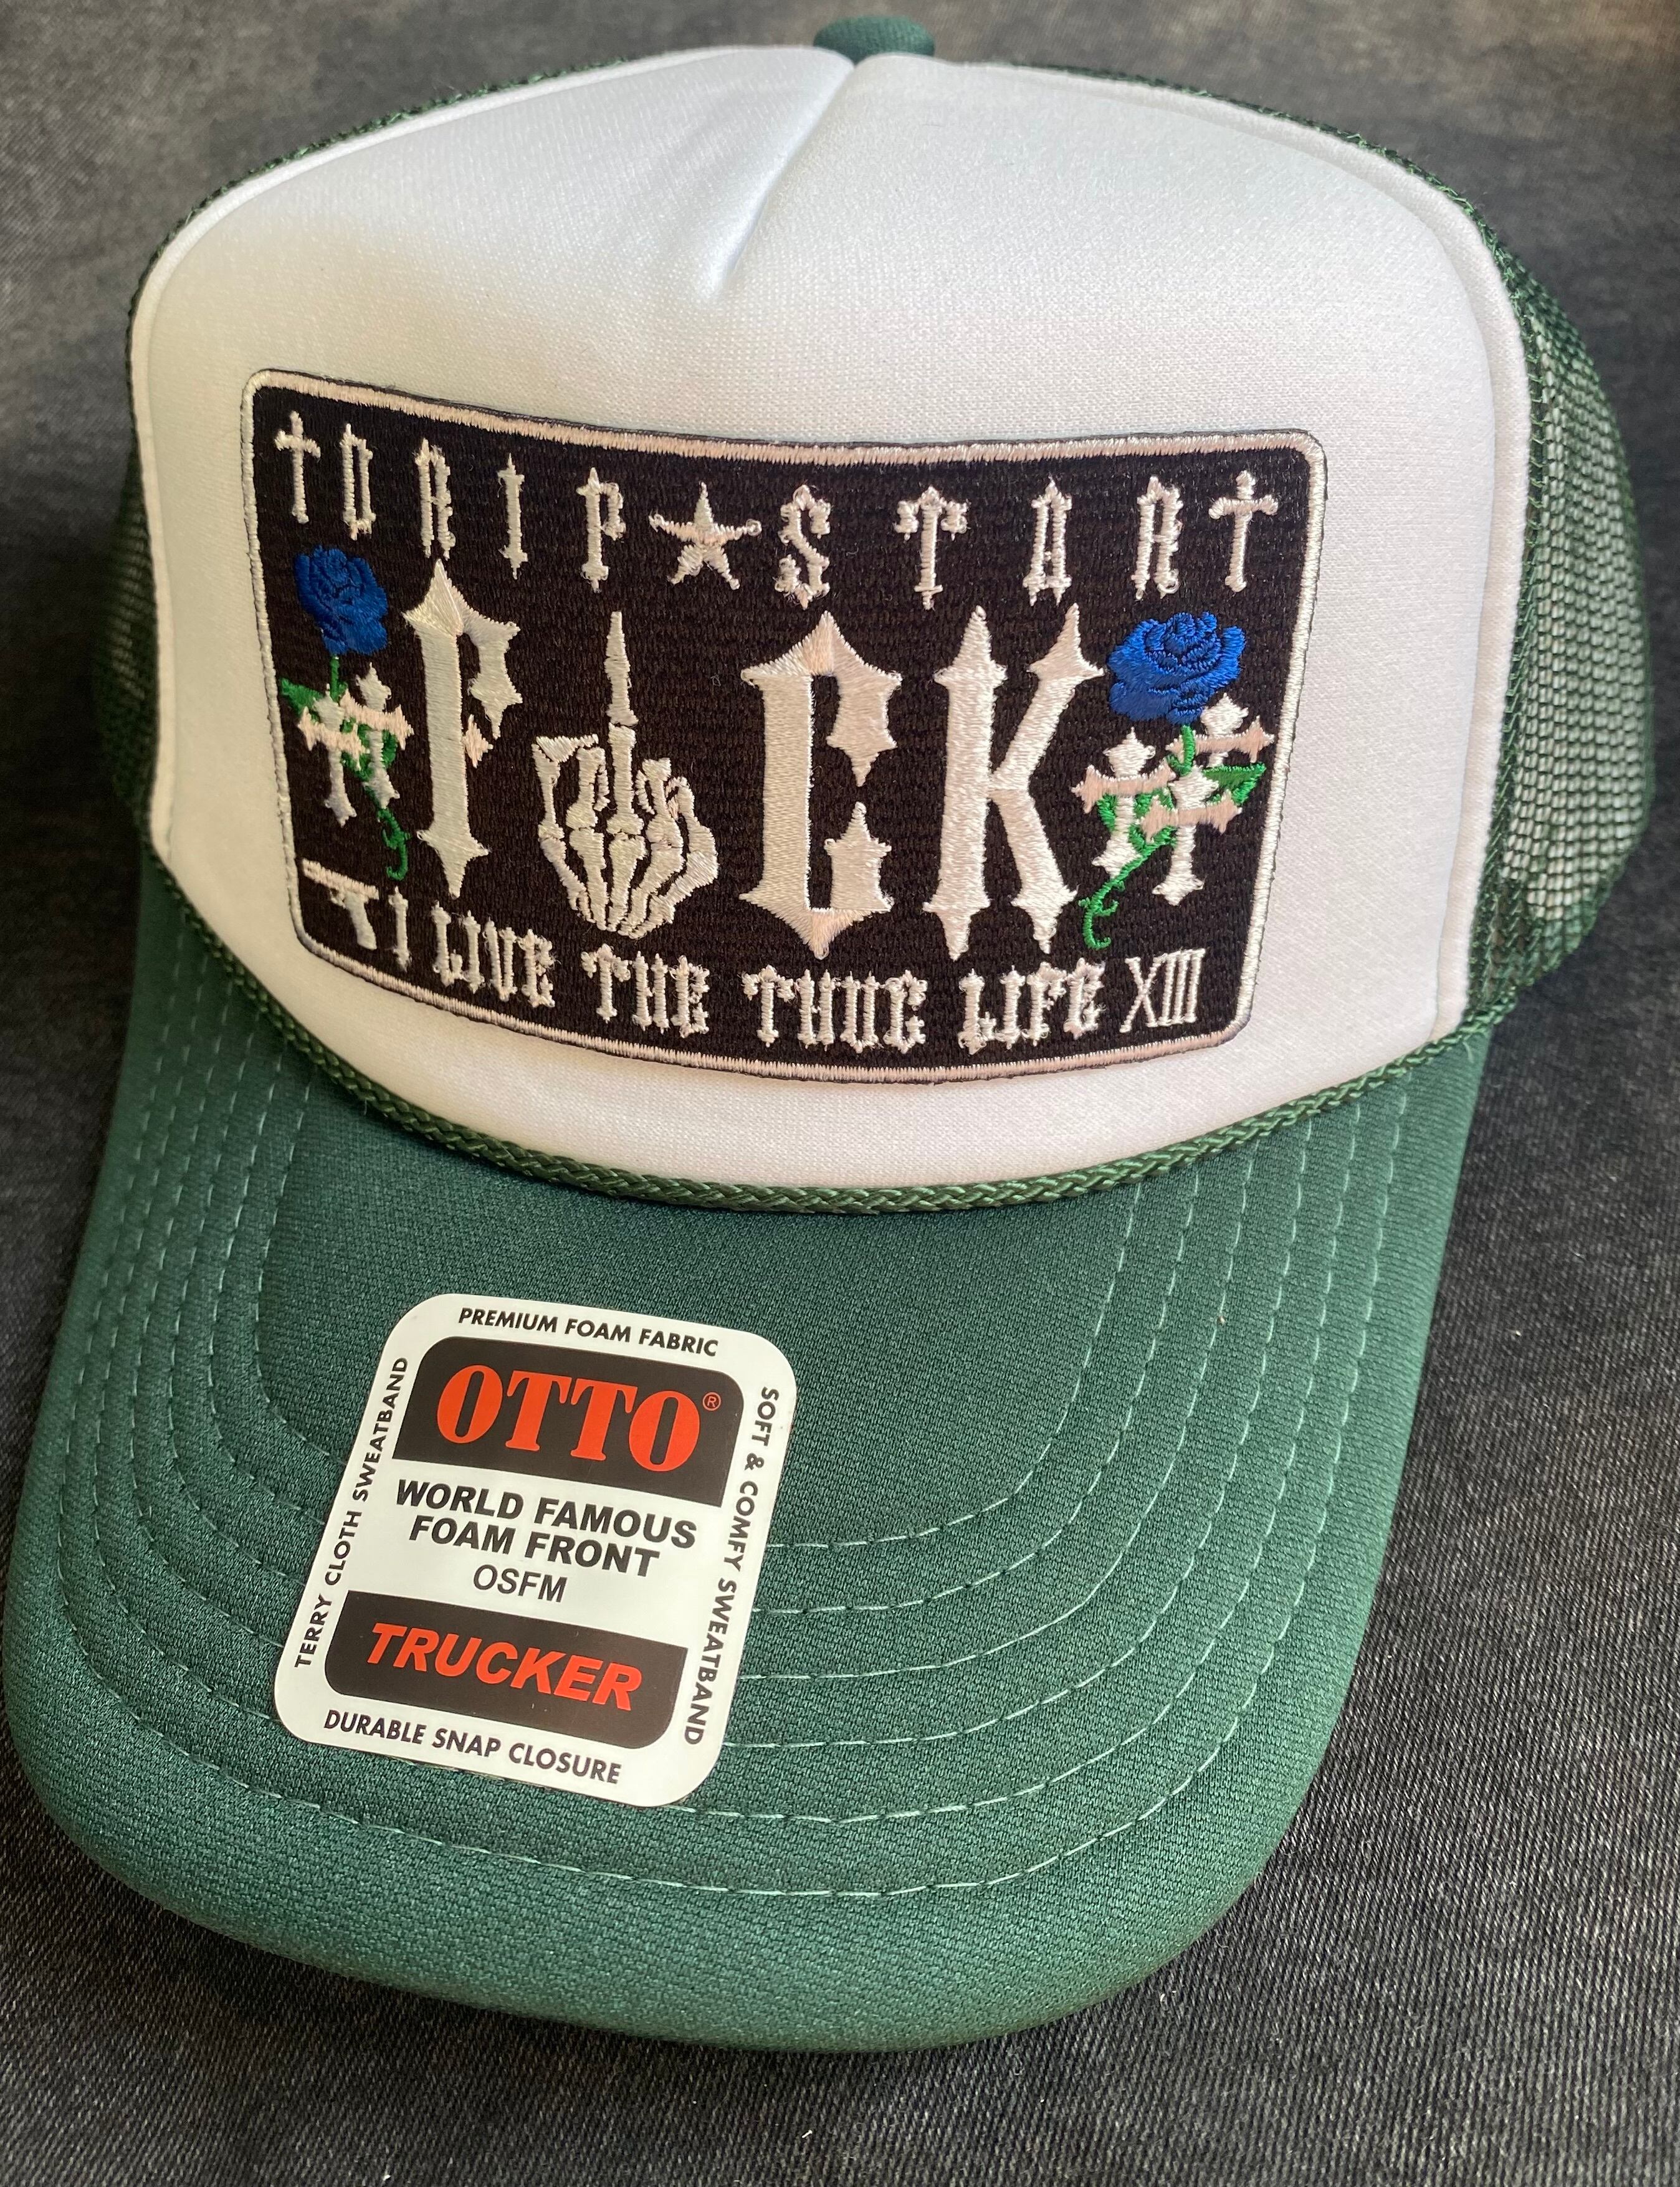 DRIP★START
F CK
I LIVE THE THUG LIFE XIII
PREMIUM FOAM FABRIC
OTTO®
WORLD FAMOUS
FOAM FRONT
OSFM
TRUCKER
DURABLE SNAP CLOSURE
TERRY CLOTH SWEATBAND
SOFT & COMFY SWEATBAND